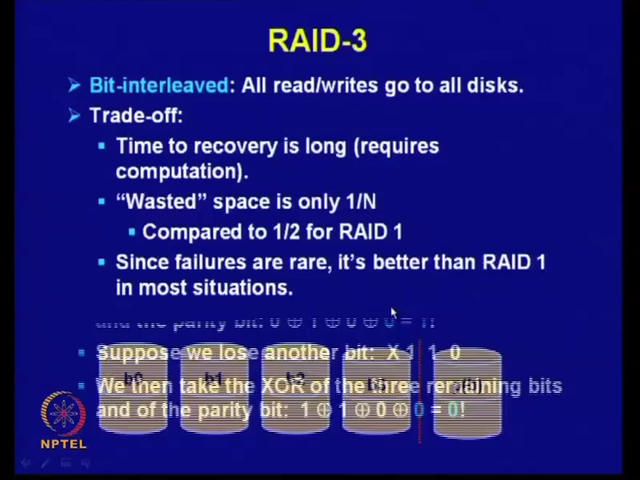 RAID-3
Bit-interleaved: All read/writes go to all disks.
Trade-off:
Time to recovery is long (requires
computation).
"Wasted" space is only 1/N
Compared to 1/2 for RAID 1
Since failures are rare, it's better than RAID 1
in most situations.
and the parity bit: 0 ⊕ 1 ⊕ 0 ⊕ 0 = 1!
Suppose we lose another bit: X 1 1 0
b0 b1 b2
We then take the XOR of the three remaining bits
and of the parity bit: 1 ⊕ 1 ⊕ 0 ⊕ 0 = 0!
NPTEL